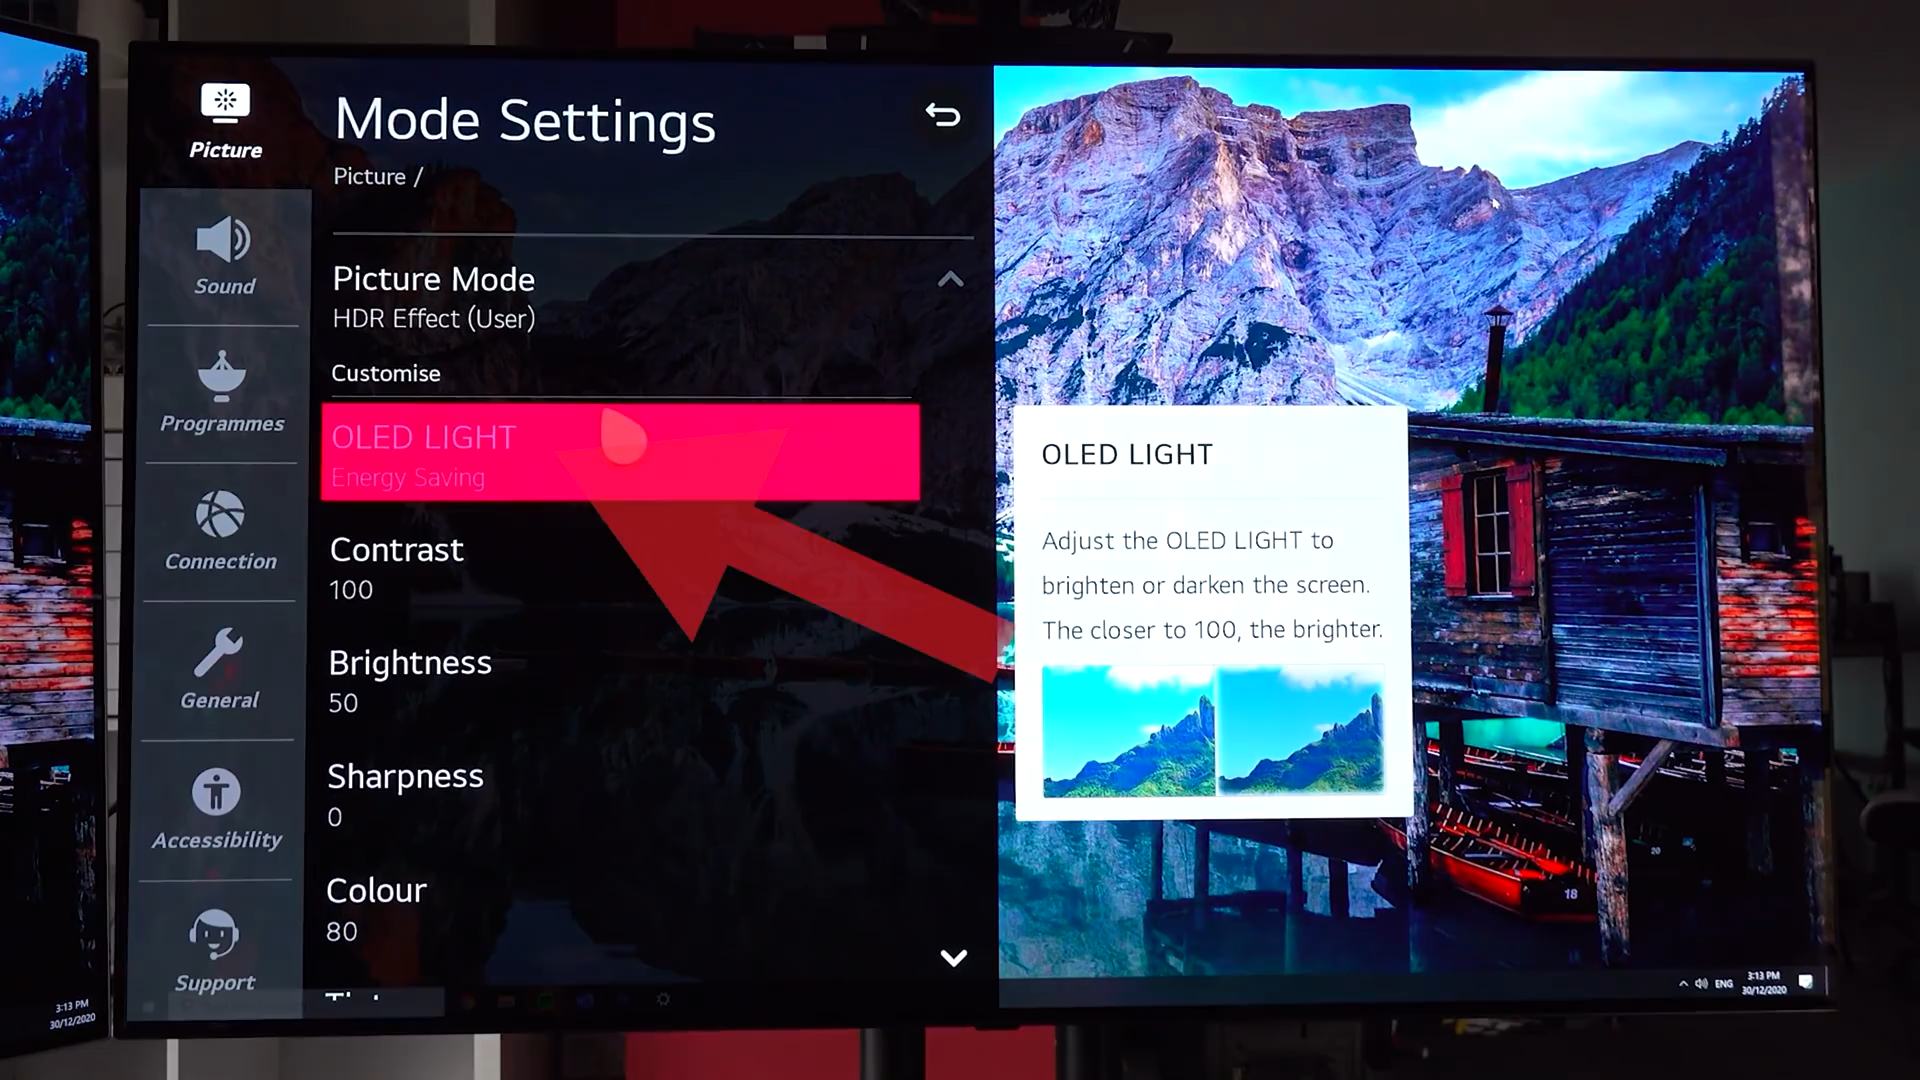 Picture
Sound
Programmes
Connection
General
Accessibility
Support
Mode Settings
Picture /
Picture Mode
HDR Effect (User)
Customise
OLED LIGHT
Energy Saving
Contrast
100
Brightness
50
Sharpness
0
Colour
80
OLED LIGHT
Adjust the OLED LIGHT to
brighten or darken the screen.
The closer to 100, the brighter.
20
18
ENG
3:13 PM
30/12/2020
3:13 PM
30/12/2020